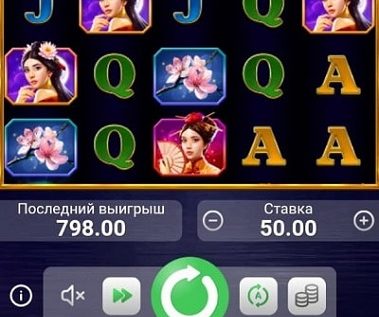 J J
Q A
Q Q A A
Последний выигрыш Ставка
798.00 50.00
A